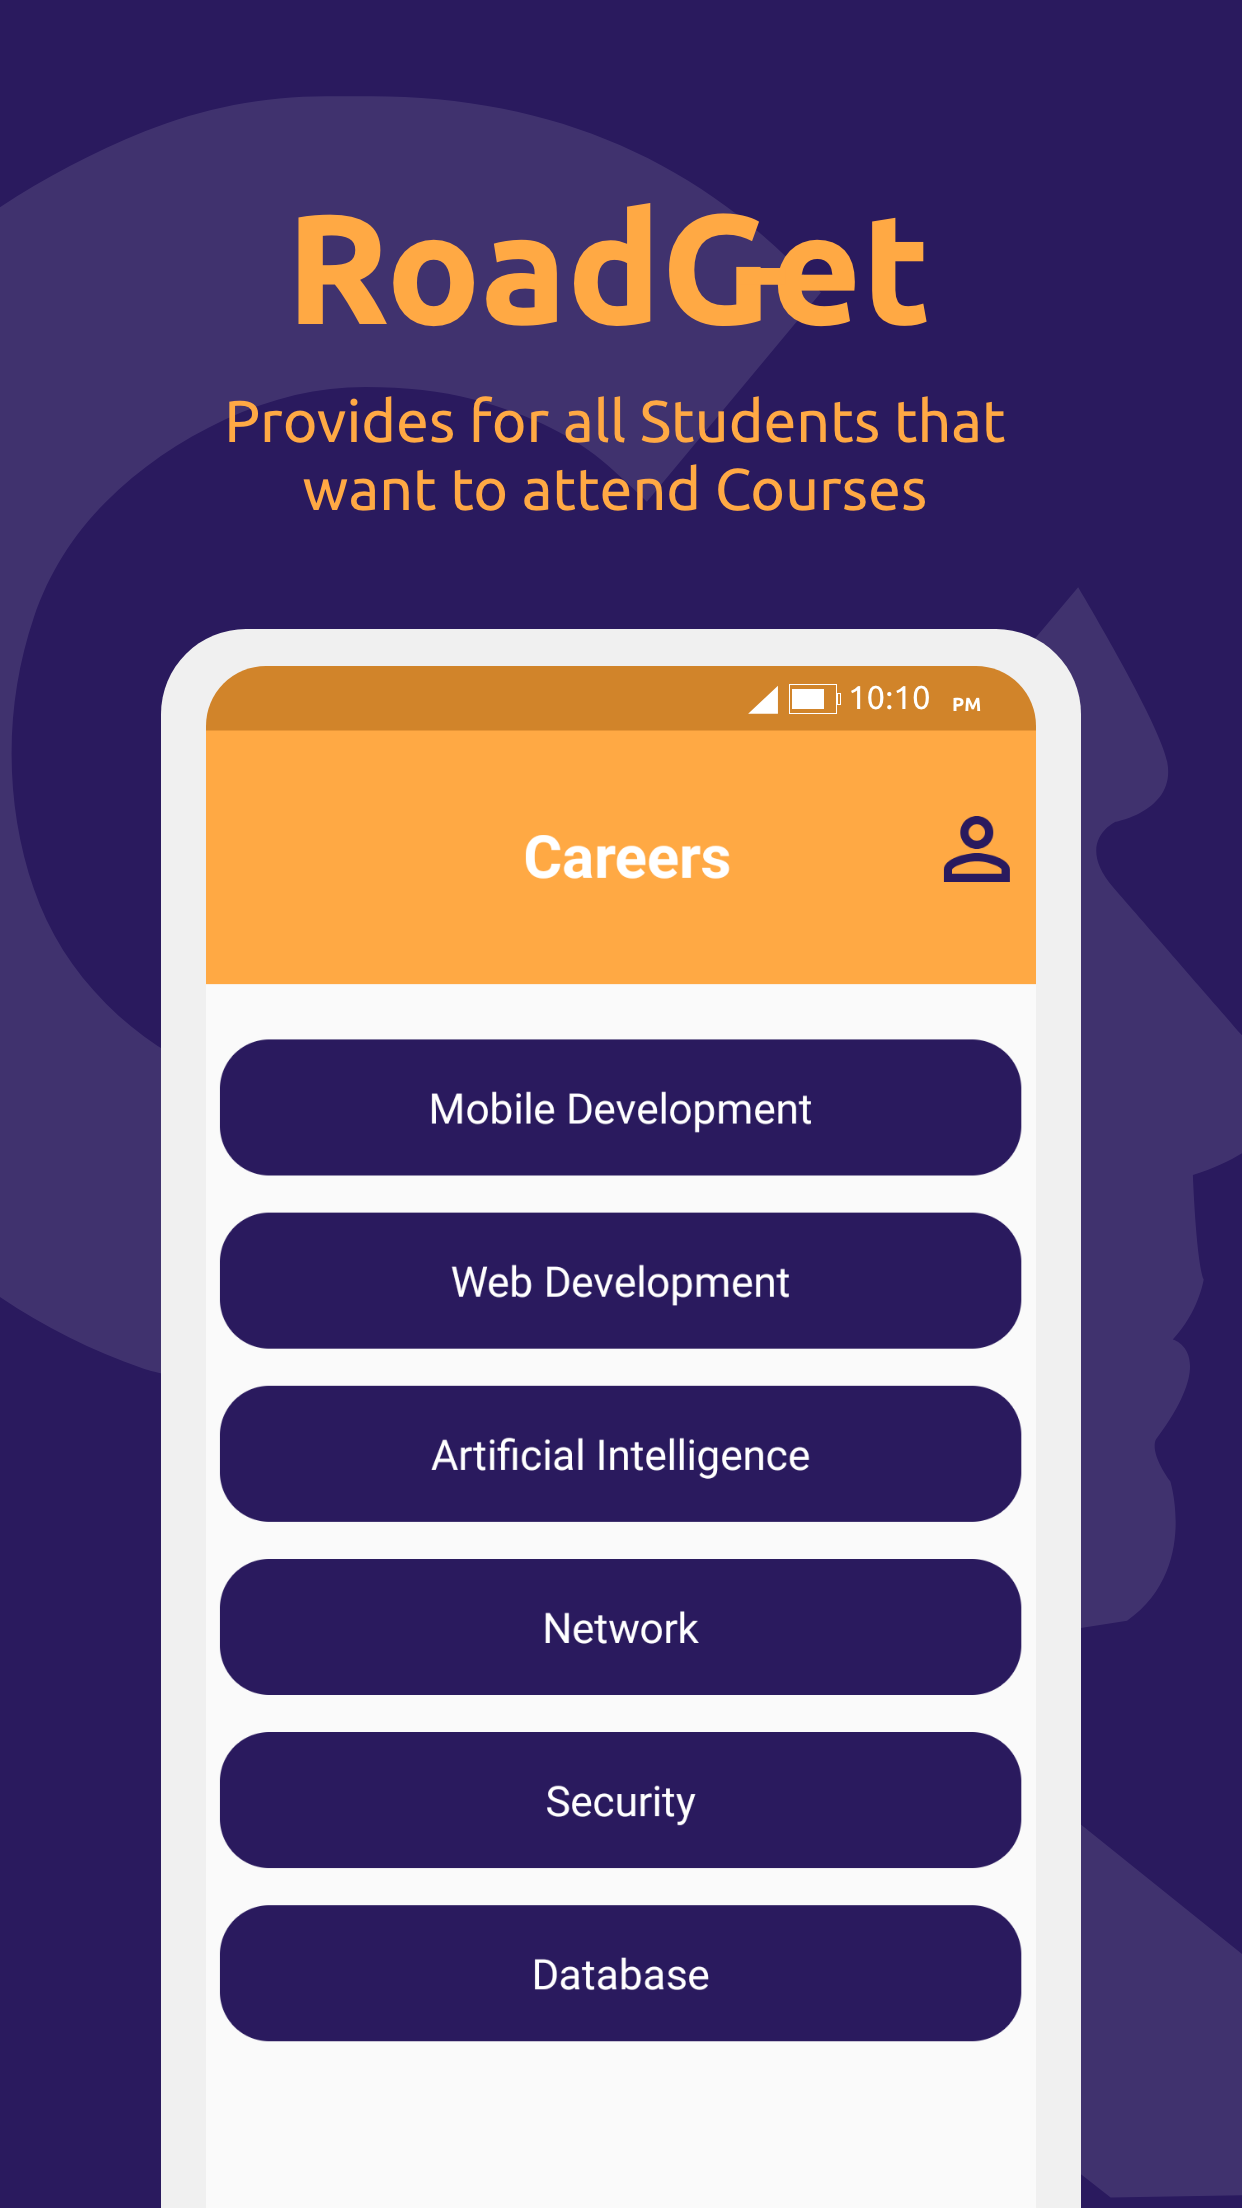 RoadGet
Provides for all Students that
want to attend Courses
10:10 PM
Careers
Mobile Development
Web Development
Artificial Intelligence
Network
Security
Database